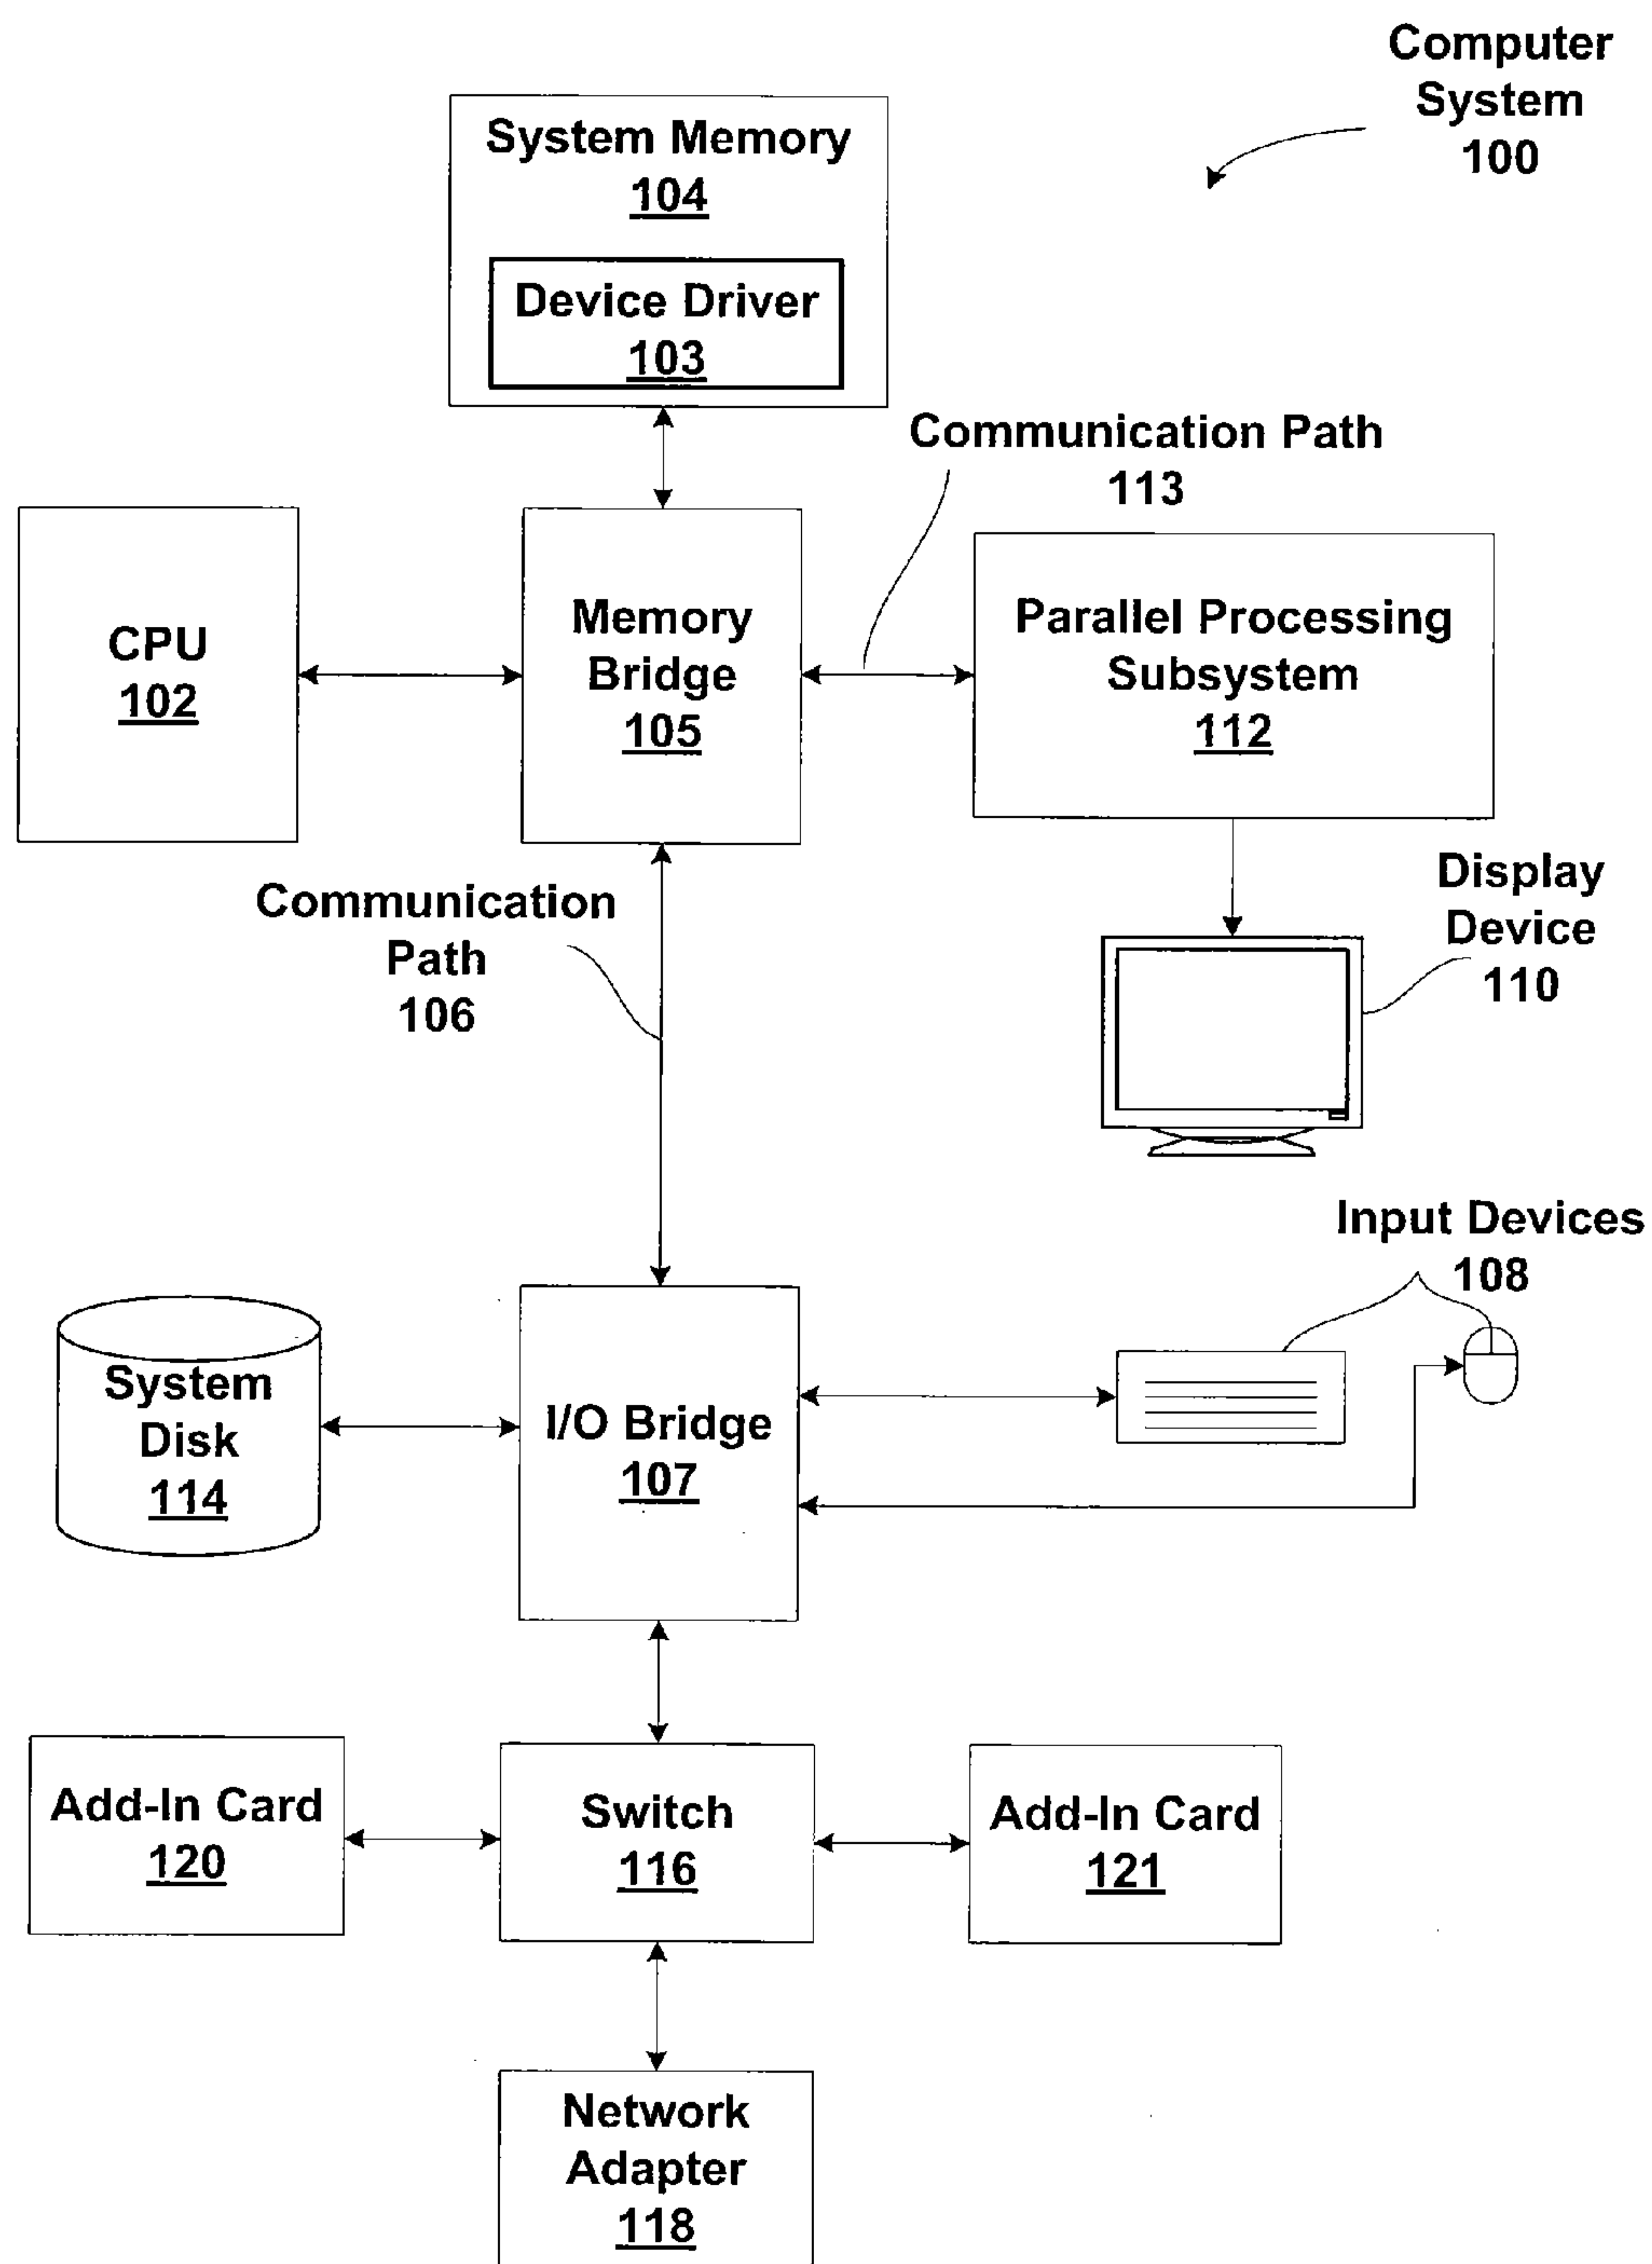 Computer
System
100
System Memory
104
Device Driver
103
Communication Path
113
CPU
102
Memory
Bridge
105
Parallel Processing
Subsystem
112
Communication
Path
106
Display
Device
110
Input Devices
108
System
Disk
114
I/O Bridge
107
Add-In Card
120
Switch
116
Add-In Card
121
Network
Adapter
118